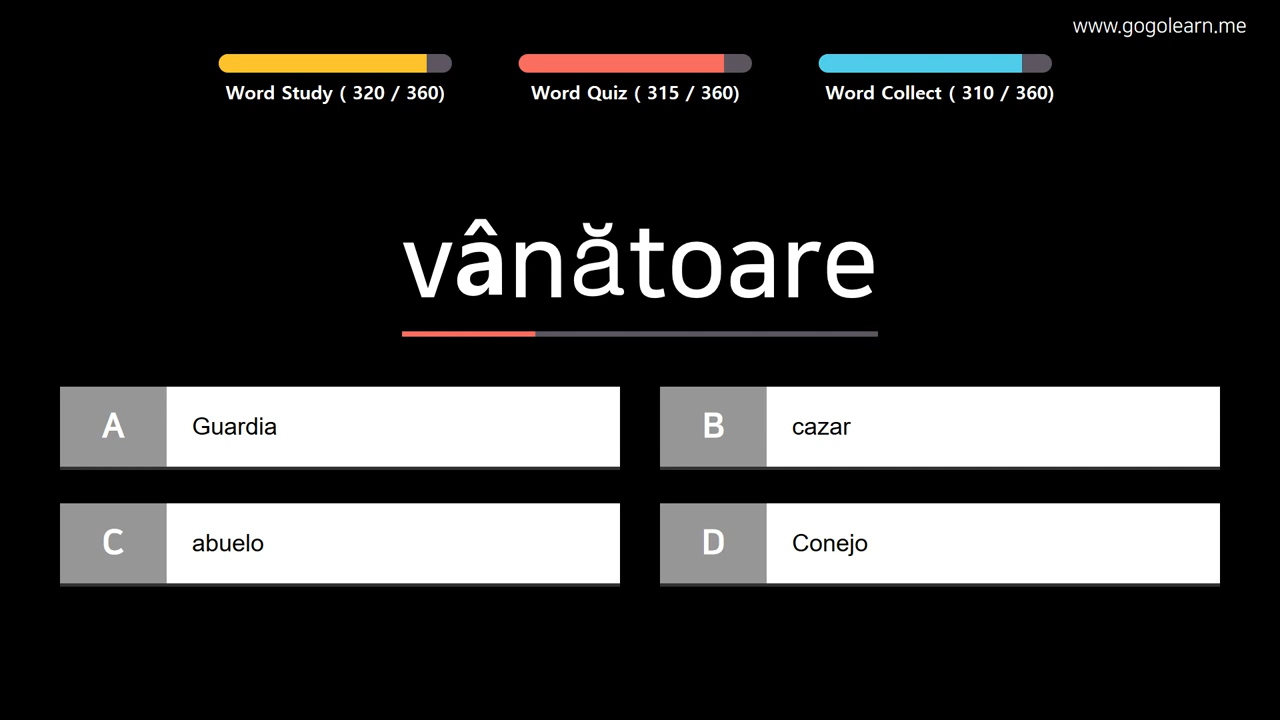 www.gogolearn.me
Word Study ( 320 / 360)
Word Quiz ( 315 / 360)
Word Collect ( 310 / 360)
vânătoare
A Guardia
B cazar
C abuelo
D Conejo